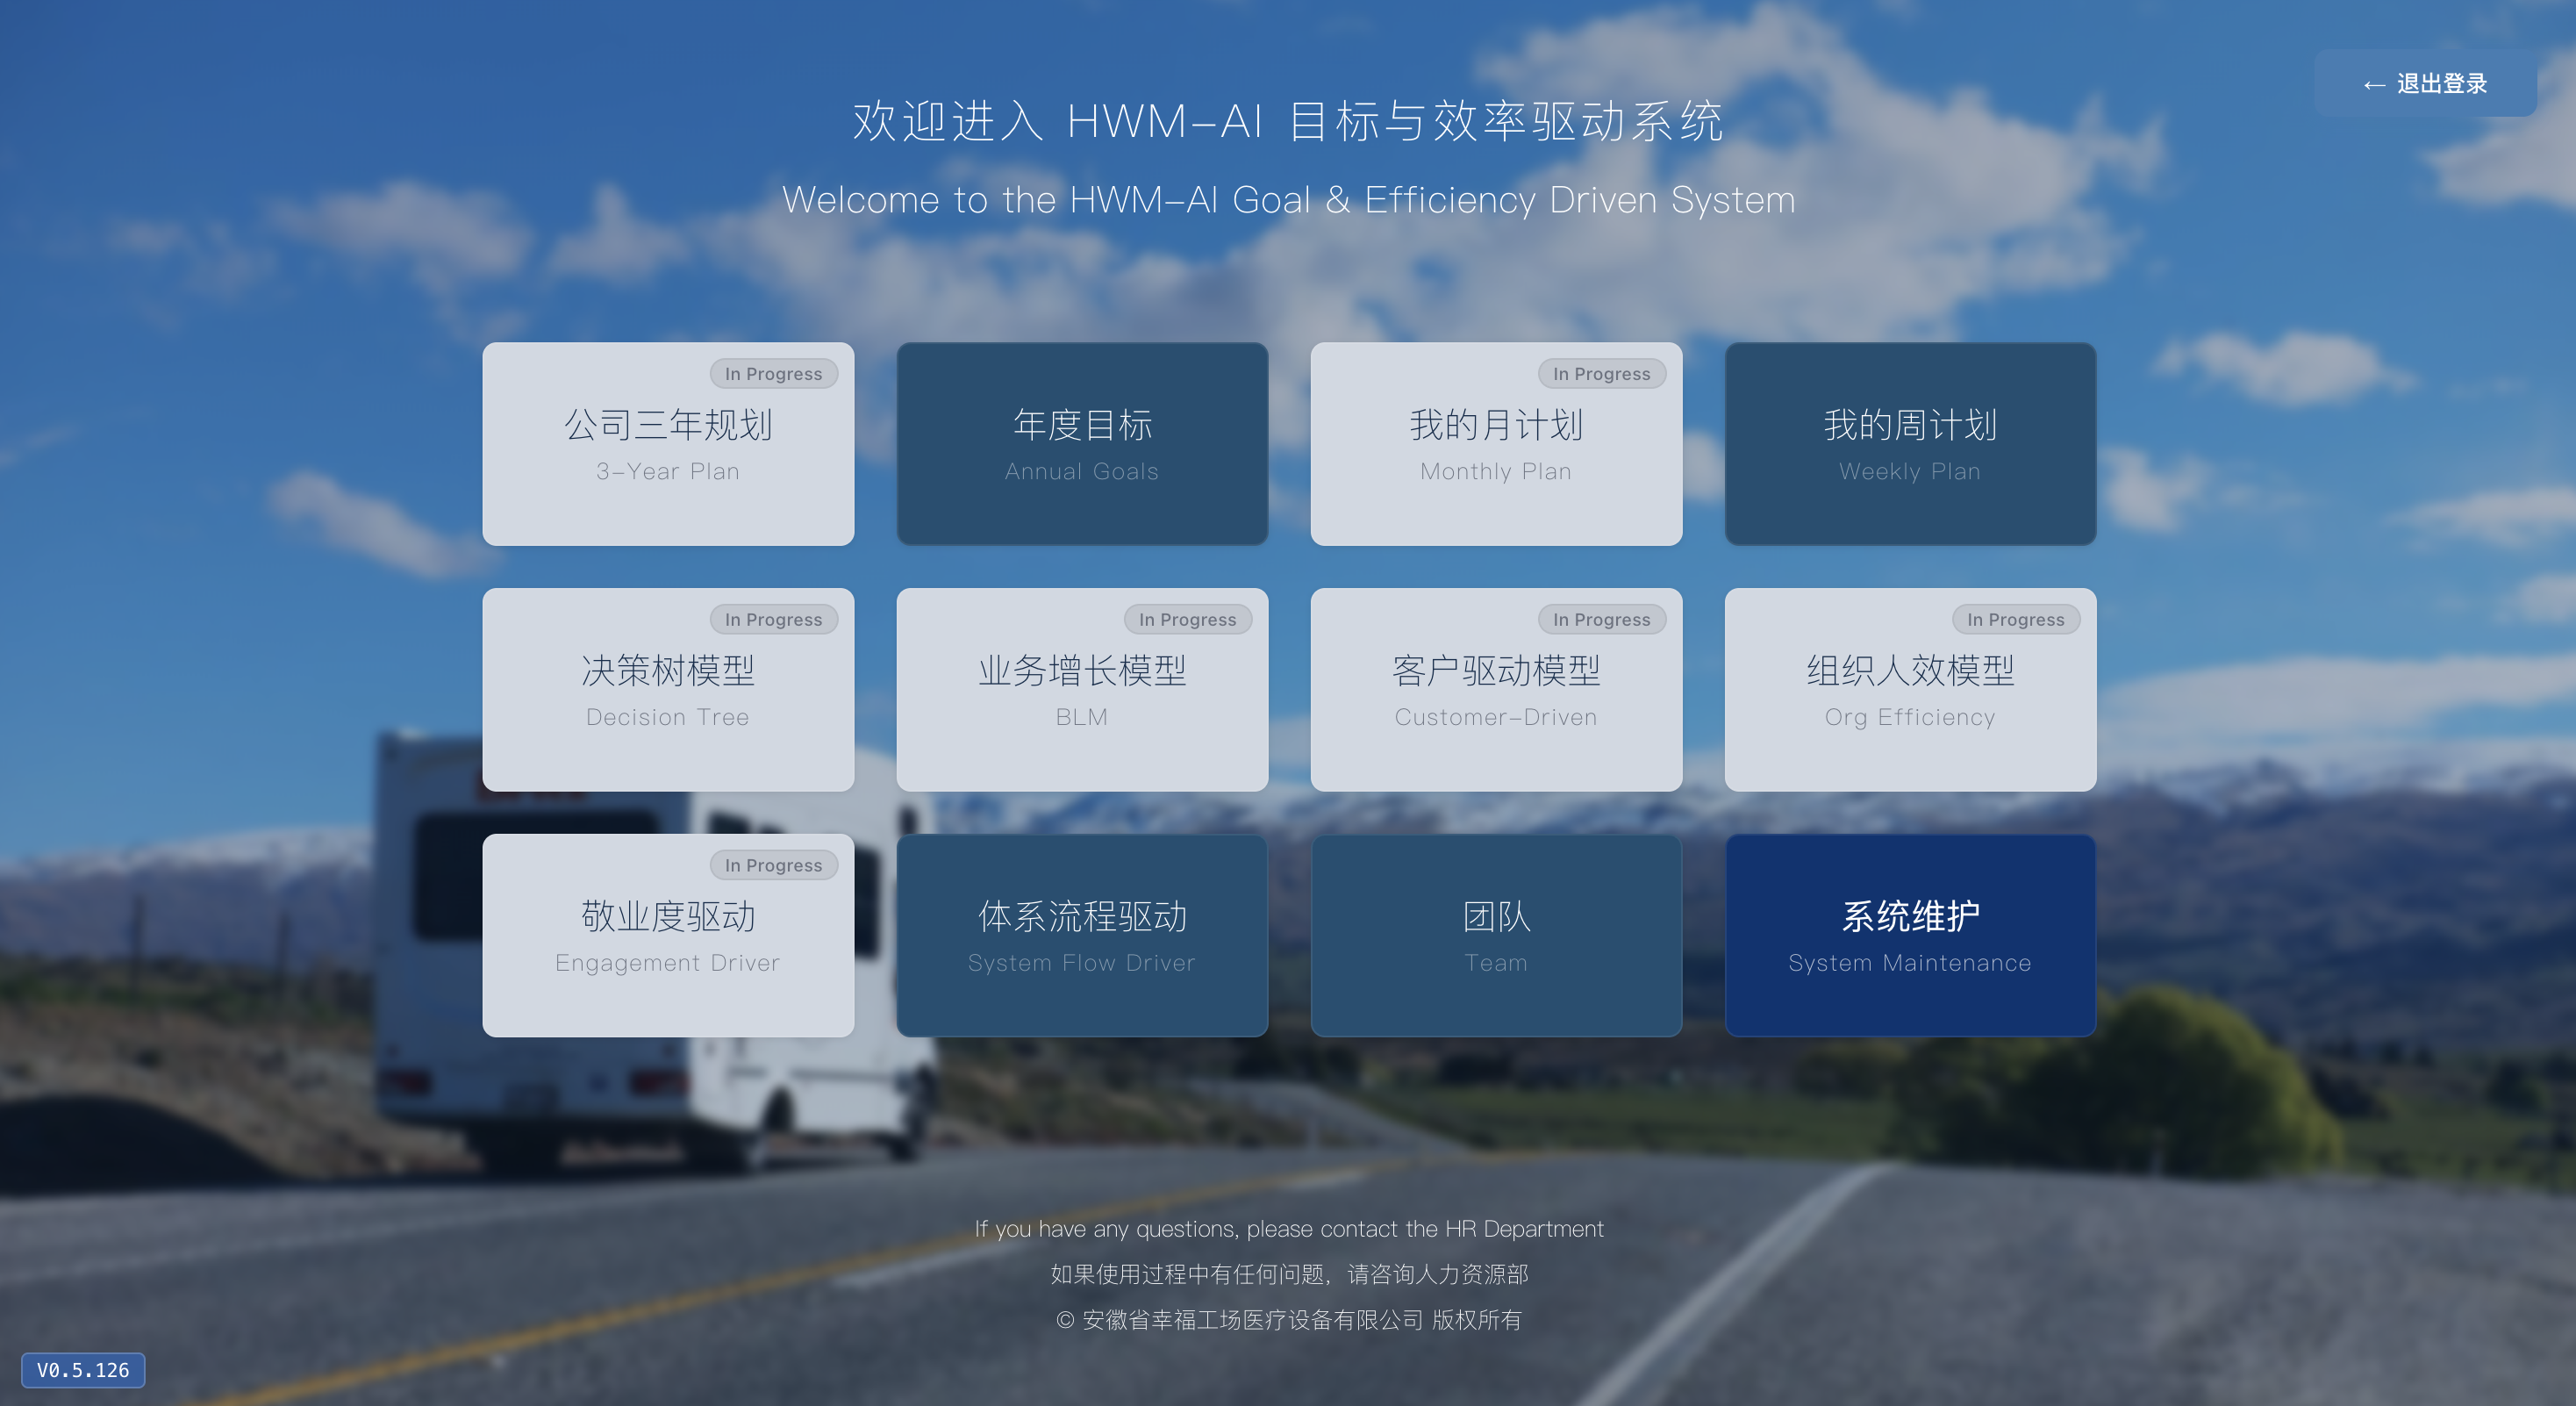 ← 退出登录
欢迎进入 HWM-AI 目标与效率驱动系统
Welcome to the HWM-AI Goal & Efficiency Driven System
In Progress
公司三年规划
3-Year Plan
年度目标
Annual Goals
In Progress
我的月计划
Monthly Plan
我的周计划
Weekly Plan
In Progress
决策树模型
Decision Tree
In Progress
业务增长模型
BLM
In Progress
客户驱动模型
Customer-Driven
In Progress
组织人效模型
Org Efficiency
In Progress
敬业度驱动
Engagement Driver
体系流程驱动
System Flow Driver
团队
Team
系统维护
System Maintenance
If you have any questions, please contact the HR Department
如果使用过程中有任何问题，请咨询人力资源部
© 安徽省幸福工场医疗设备有限公司 版权所有
V0.5.126